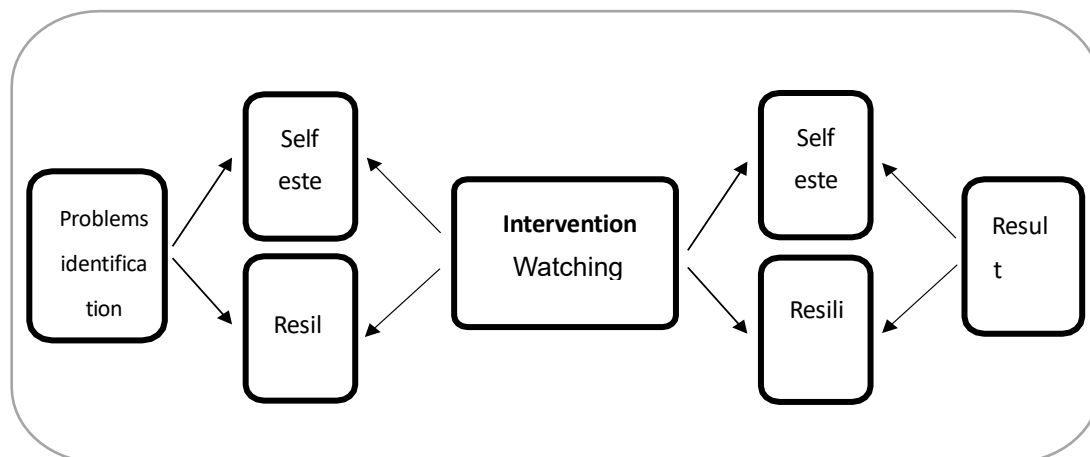 Problems
identifica
tion
Self
este
Resil
Intervention
Watching
Self
este
Resili
Resul
t